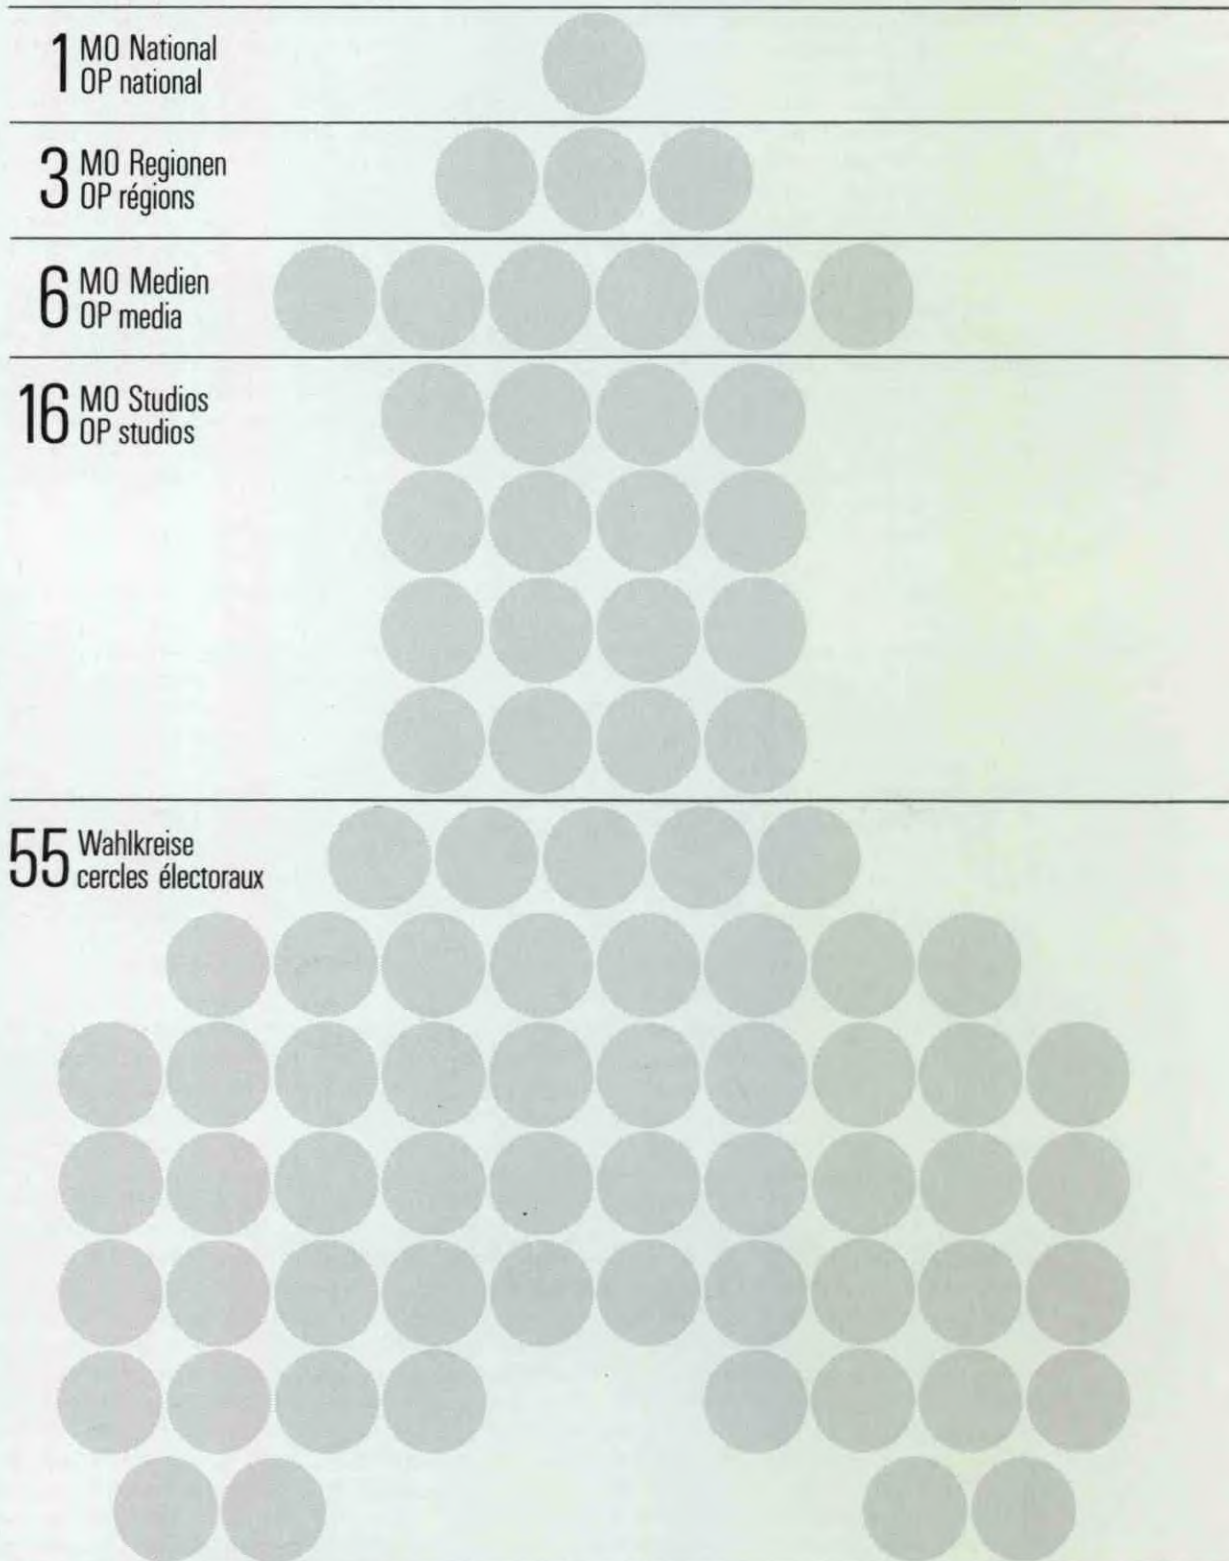 1 MO National
OP national
3 MO Regionen
OP régions
6 MO Medien
OP media
16 MO Studios
OP studios
55 Wahlkreise
cercles électoraux